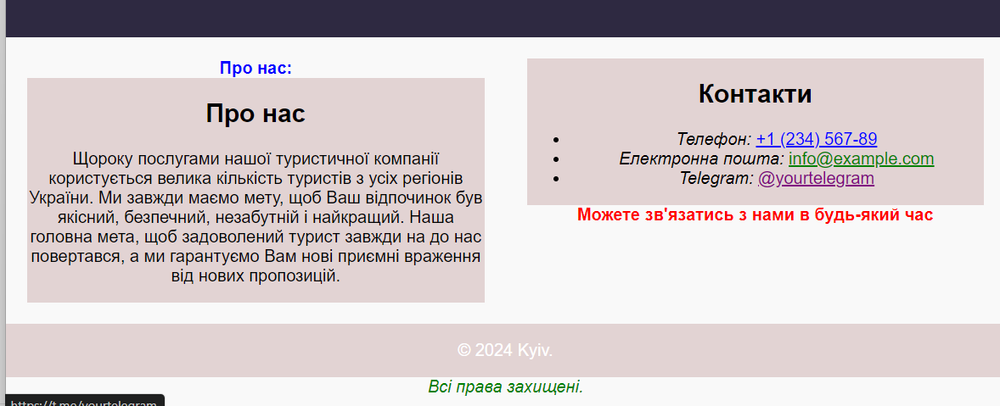 Про нас:
Про нас
Щороку послугами нашої туристичної компанії
користується велика кількість туристів з усіх регіонів
України. Ми завжди маємо мету, щоб Ваш відпочинок був
якісний, безпечний, незабутній і найкращий. Наша
головна мета, щоб задоволений турист завжди на до нас
повертався, а ми гарантуємо Вам нові приємні враження
від нових пропозицій.
Контакти
Телефон: +1 (234) 567-89
Електронна пошта: info@example.com
Telegram: @yourtelegram
Можете зв'язатись з нами в будь-який час
© 2024 Kyiv.
Всі права захищені.
https://t.me/yourtelegram